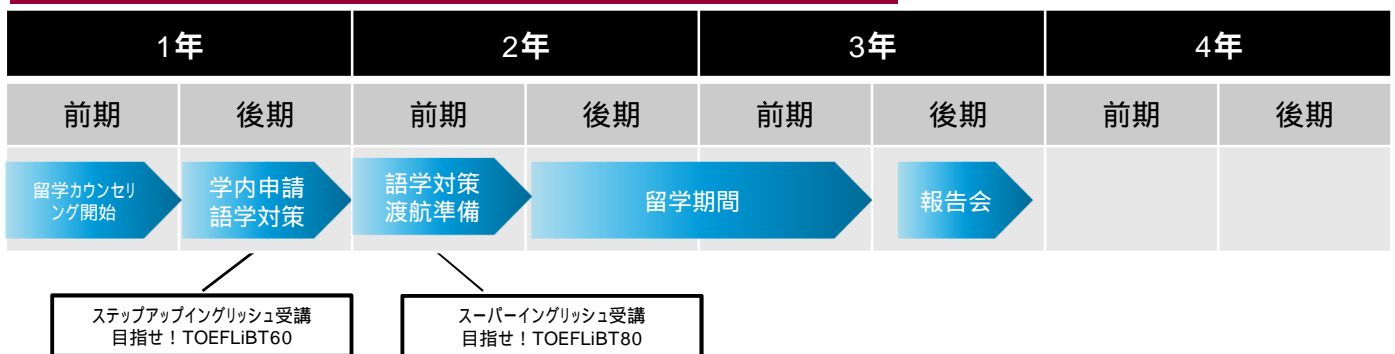 1年 2年 3年 4年
前期 後期 前期 後期 前期 後期 前期 後期
留学カウンセリ
ング開始
学内申請
語学対策
語学対策
渡航準備
留学期間
報告会
ステップアップイングリッシュ受講
目指せ！TOEFLiBT60
スーパーイングリッシュ受講
目指せ！TOEFLiBT80